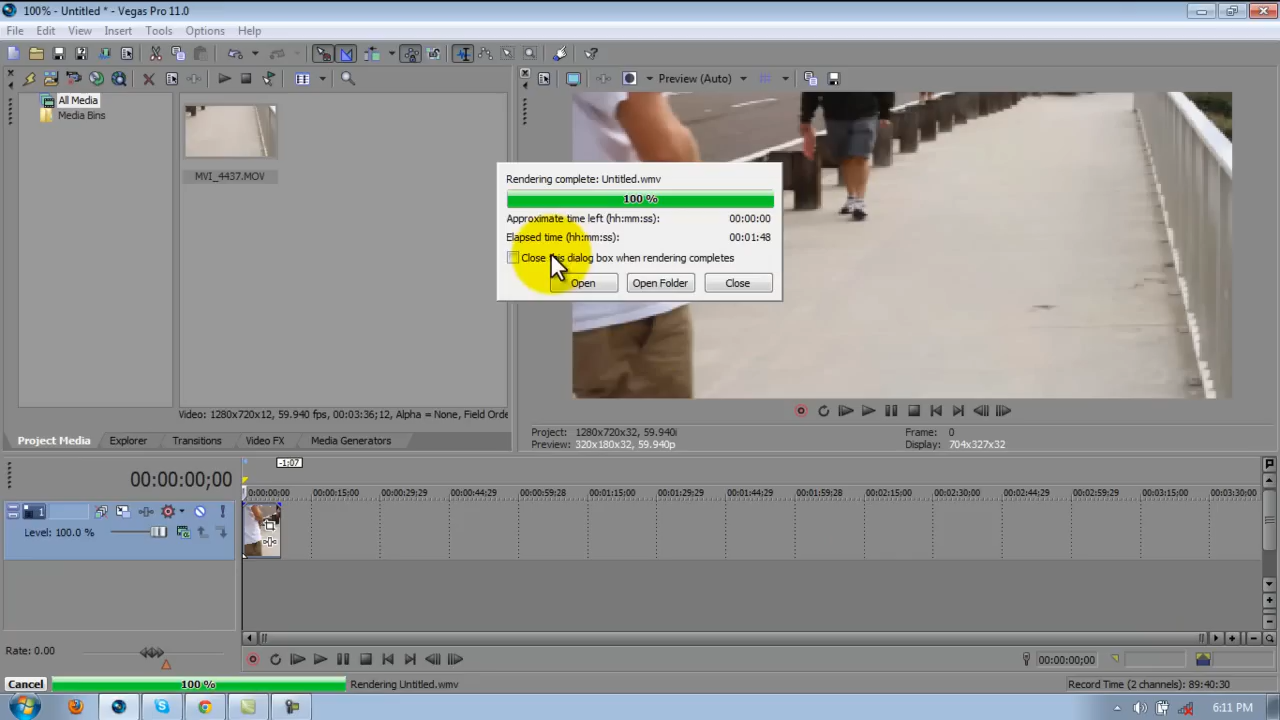 100% - Untitled * - Vegas Pro 11.0
File Edit View Insert Tools Options Help
Preview (Auto)
All Media
Media Bins
MVI_4437.MOV
Rendering complete: Untitled.wmv
100 %
Approximate time left (hh:mm:ss): 00:00:00
Elapsed time (hh:mm:ss): 00:01:48
Close this dialog box when rendering completes
Open Open Folder Close
Video: 1280x720x12, 59.940 fps, 00:03:36;12, Alpha = None, Field Orde
Project Media Explorer Transitions Video FX Media Generators
Project: 1280x720x32, 59.940i Frame: 0
Preview: 320x180x32, 59.940p Display: 704x327x32
00:00:00;00
-1;07
0:00:00;00 00:00:15;00 00:00:29;29 00:00:44;29 00:00:59;28 00:01:15;00 00:01:29;29 00:01:44;29 00:01:59;28 00:02:15;00 00:02:29;29 00:02:44;29 00:02:59;28 00:03:15;00 00:03:30;00
1
Level: 100.0 %
Rate: 0.00
00:00:00;00
Cancel 100 % Rendering Untitled.wmv Record Time (2 channels): 89:40:30
6:11 PM